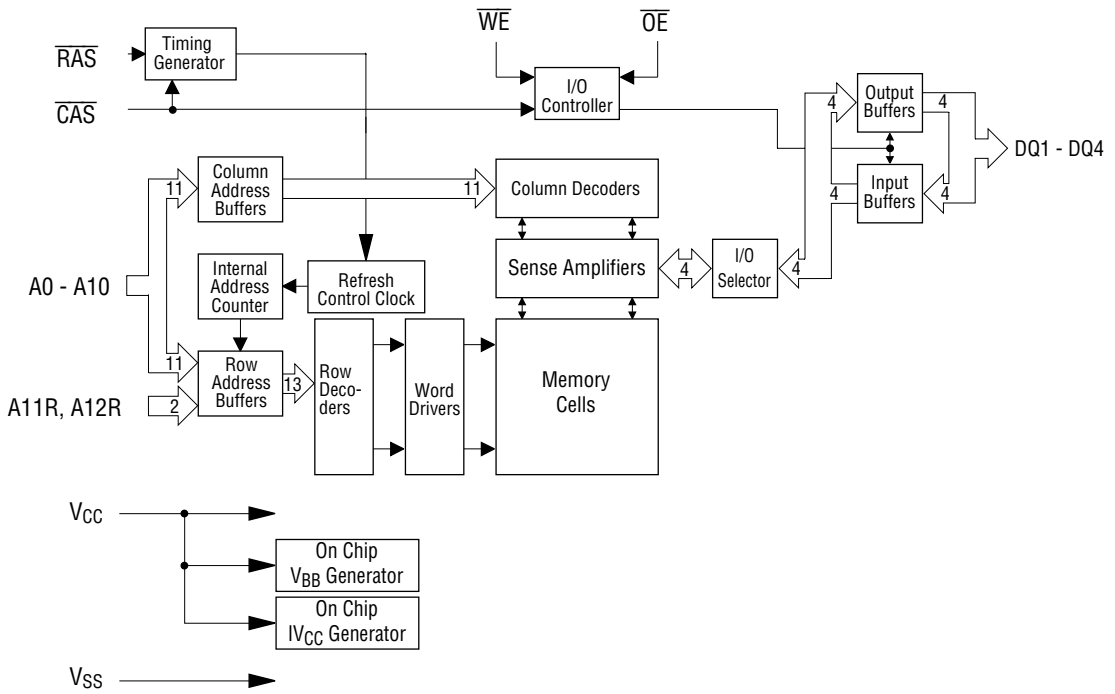 RAS
Timing
Generator
WE
OE
CAS
I/O
Controller
4
Output
Buffers
4
DQ1 - DQ4
11
Column
Address
Buffers
11
Column Decoders
4
Input
Buffers
4
A0 - A10
Internal
Address
Counter
Refresh
Control Clock
Sense Amplifiers
4
I/O
Selector
4
11
Row
Address
Buffers
13
Row
Deco-
ders
Word
Drivers
Memory
Cells
A11R, A12R
2
VCC
On Chip
VBB Generator
On Chip
IVCC Generator
VSS